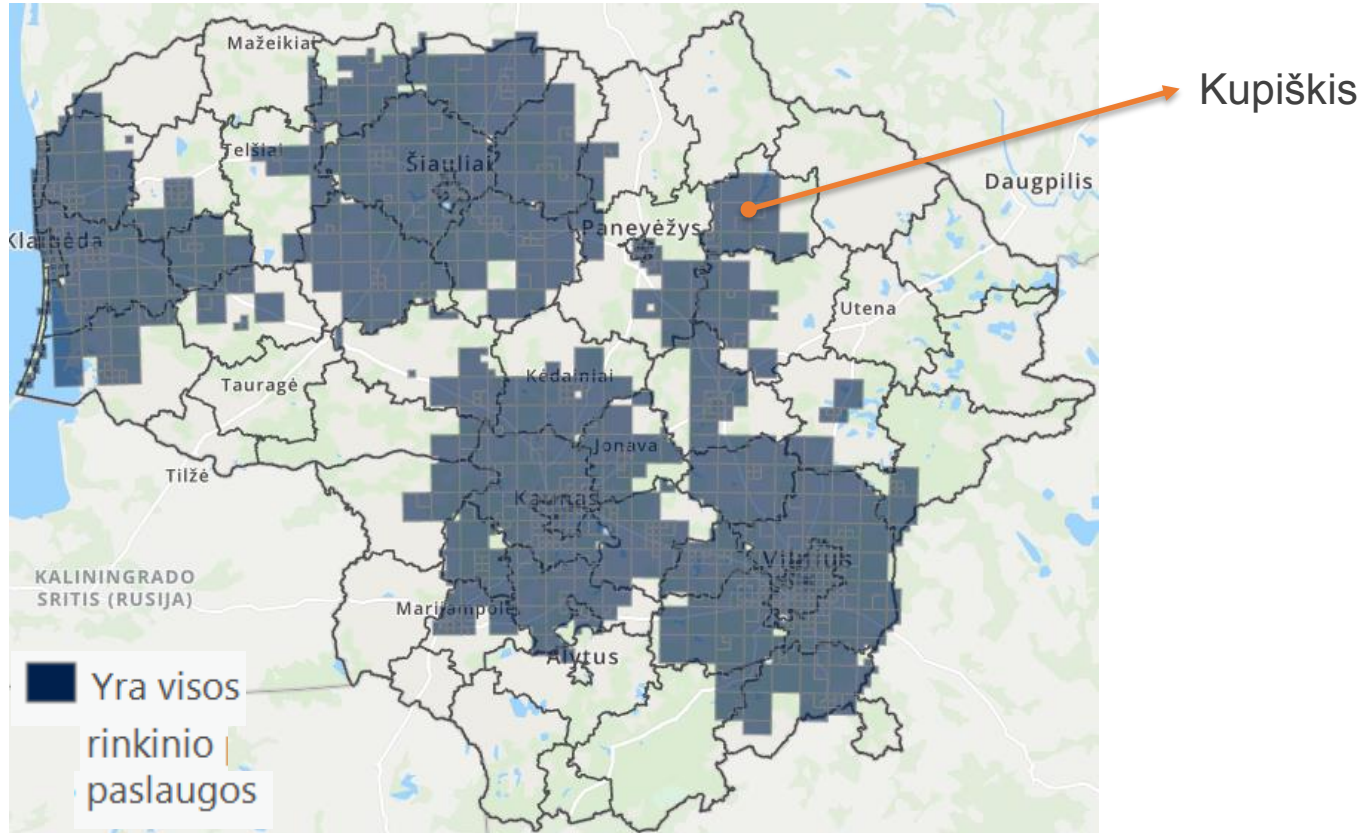 Mažeikiai
Kupiškis
Telšiai
Šiauliai
Daugpilis
Klaipėda
Panevėžys
Utena
Tauragė
Kėdainiai
Jonava
Tilžė
Kaunas
Vilnius
KALININGRADO
SRITIS (RUSIJA)
Marijampolė
Alytus
Yra visos
rinkinio
paslaugos